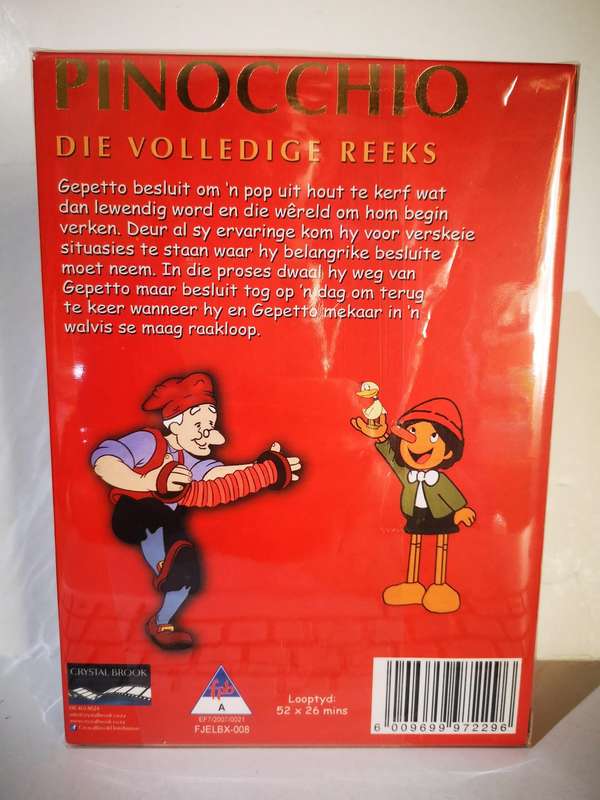 PINOCCHIO
DIE VOLLEDIGE REEKS
Gepetto besluit om 'n pop uit hout te kerf wat
dan lewendig word en die wêreld om hom begin
verken. Deur al sy ervaringe kom hy voor verskeie
situasies te staan waar hy belangrike besluite
moet neem. In die proses dwaal hy weg van
Gepetto maar besluit tog op 'n dag om terug
te keer wanneer hy en Gepetto mekaar in 'n
walvis se maag raakloop.
CRYSTAL BROOK
fpb
A
EF7/2007/0021
FJELBX-008
Looptyd:
52 x 26 mins
6 009699 972296